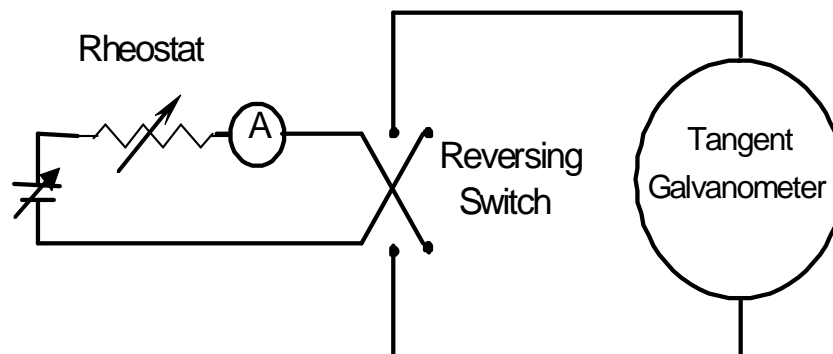 Rheostat
A
Reversing
Switch
Tangent
Galvanometer